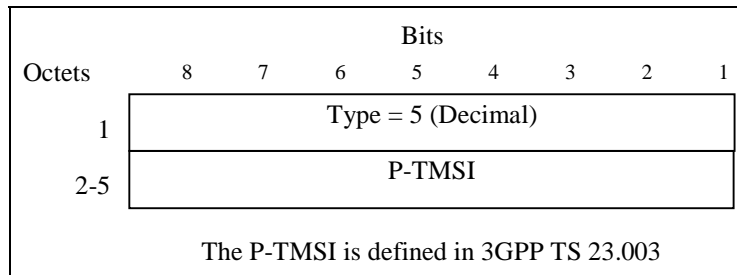 Bits
Octets 8 7 6 5 4 3 2 1
1 Type = 5 (Decimal)
2-5 P-TMSI
The P-TMSI is defined in 3GPP TS 23.003